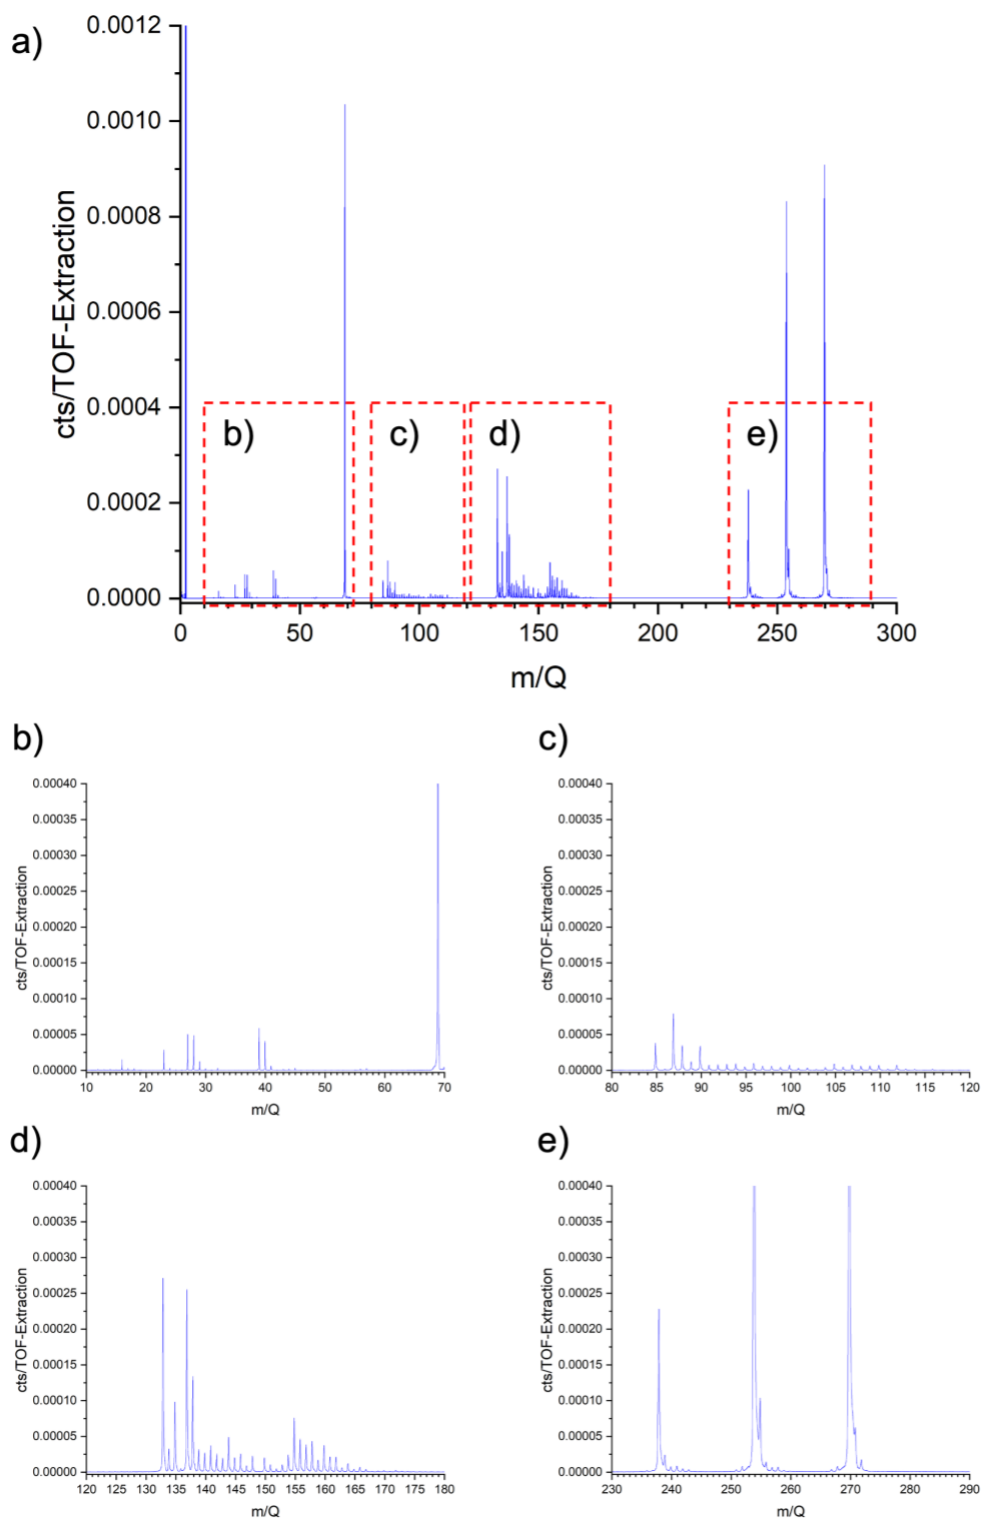 a)
cts/TOF-Extraction
0.0012
0.0010
0.0008
0.0006
0.0004
0.0002
0.0000
b) c) d) e)
0 50 100 150 200 250 300
m/Q
b)
cts/TOF-Extraction
0.00040
0.00035
0.00030
0.00025
0.00020
0.00015
0.00010
0.00005
0.00000
10 20 30 40 50 60 70
m/Q
c)
cts/TOF-Extraction
0.00040
0.00035
0.00030
0.00025
0.00020
0.00015
0.00010
0.00005
0.00000
80 85 90 95 100 105 110 115 120
m/Q
d)
cts/TOF-Extraction
0.00040
0.00035
0.00030
0.00025
0.00020
0.00015
0.00010
0.00005
0.00000
120 125 130 135 140 145 150 155 160 165 170 175 180
m/Q
e)
cts/TOF-Extraction
0.00040
0.00035
0.00030
0.00025
0.00020
0.00015
0.00010
0.00005
0.00000
230 240 250 260 270 280 290
m/Q